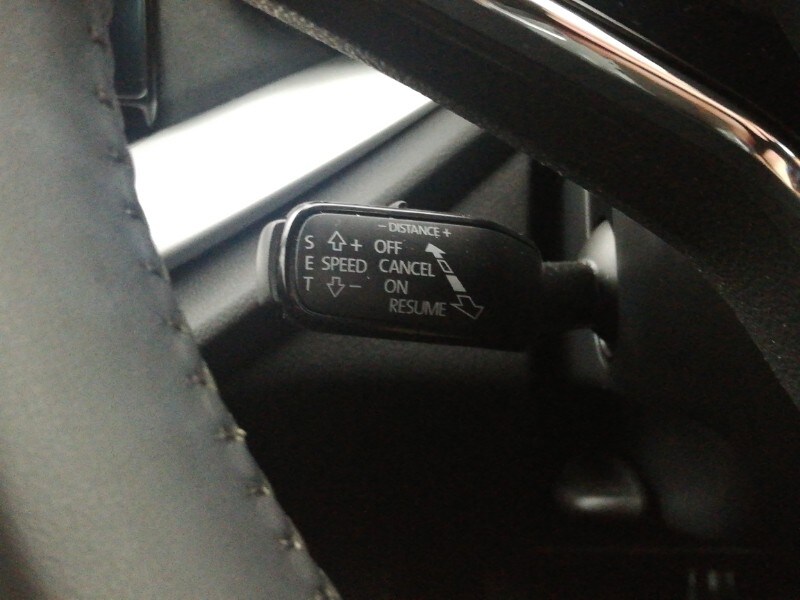 - DISTANCE +
S + OFF
E SPEED CANCEL
T - ON
RESUME